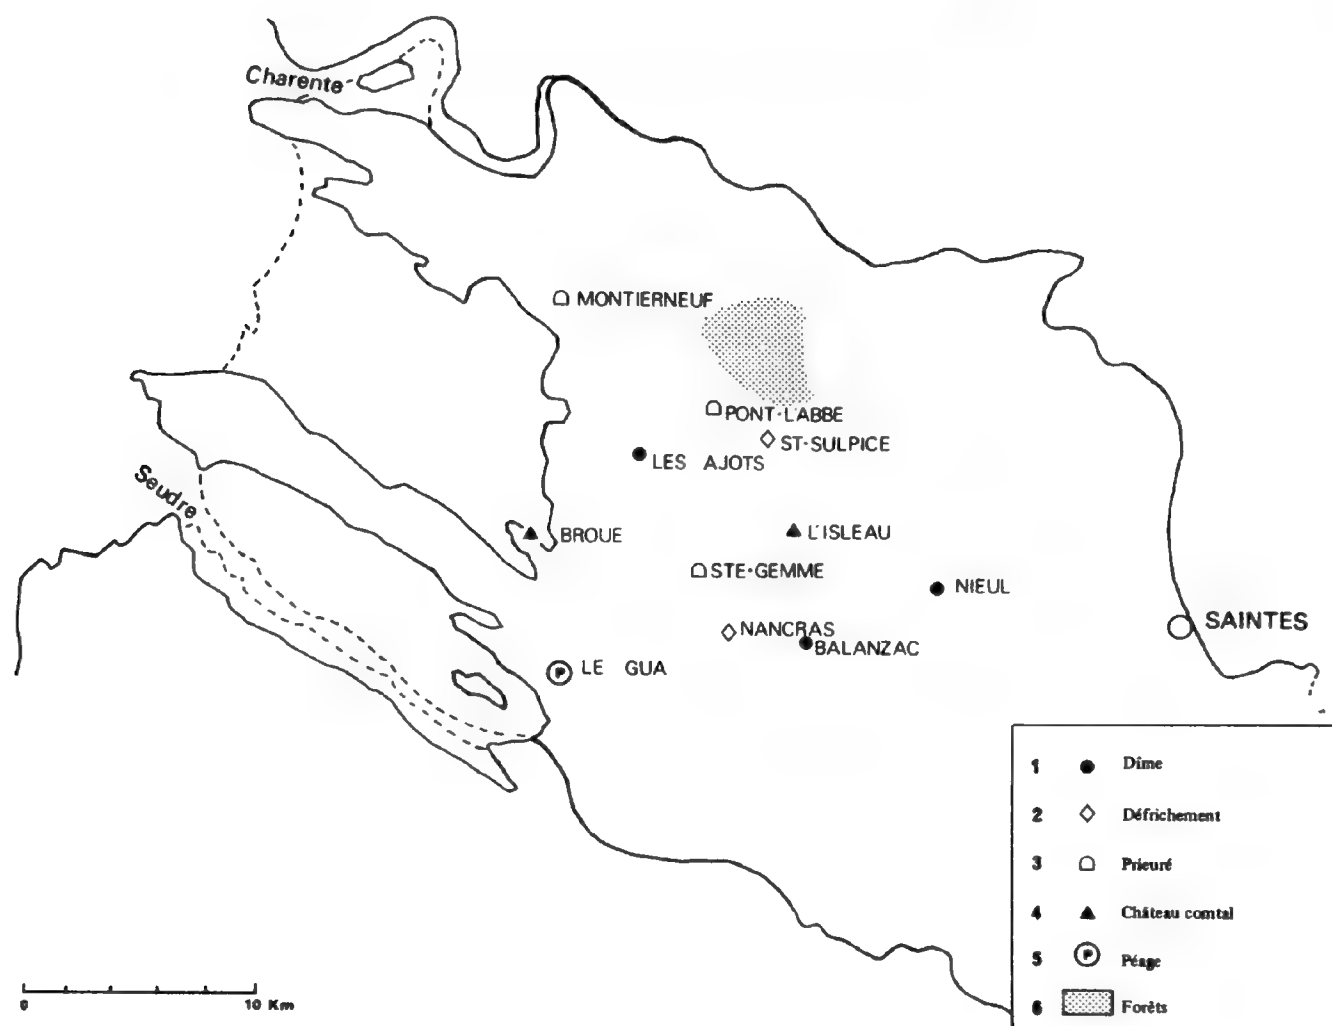 Charente
MONTIERNEUF
PONT-L'ABBE
ST-SULPICE
LES AJOTS
Seudre
BROUE
L'ISLEAU
STE-GEMME
NIEUL
NANCRAS
SAINTES
BALANZAC
LE GUA
P
1 Dîme
2 Défrichement
3 Prieuré
4 Château comtal
5 P Péage
6 Forêts
0 10 Km